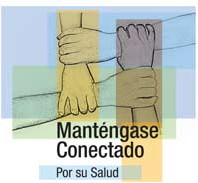 Manténgase
Conectado
Por su Salud